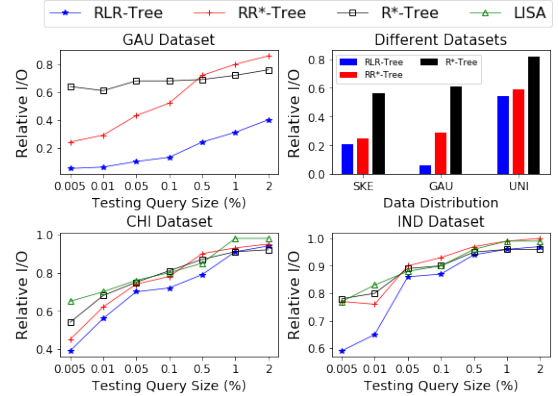 RLR-Tree RR*-Tree R*-Tree LISA
GAU Dataset
Relative I/O
0.8
0.6
0.4
0.2
0.005 0.01 0.05 0.1 0.5 1 2
Testing Query Size (%)
Different Datasets
Relative I/O
0.8
0.6
0.4
0.2
0.0
RLR-Tree R*-Tree
RR*-Tree
SKE GAU UNI
Data Distribution
CHI Dataset
Relative I/O
1.0
0.8
0.6
0.4
0.005 0.01 0.05 0.1 0.5 1 2
Testing Query Size (%)
IND Dataset
Relative I/O
1.0
0.9
0.8
0.7
0.6
0.005 0.01 0.05 0.1 0.5 1 2
Testing Query Size (%)